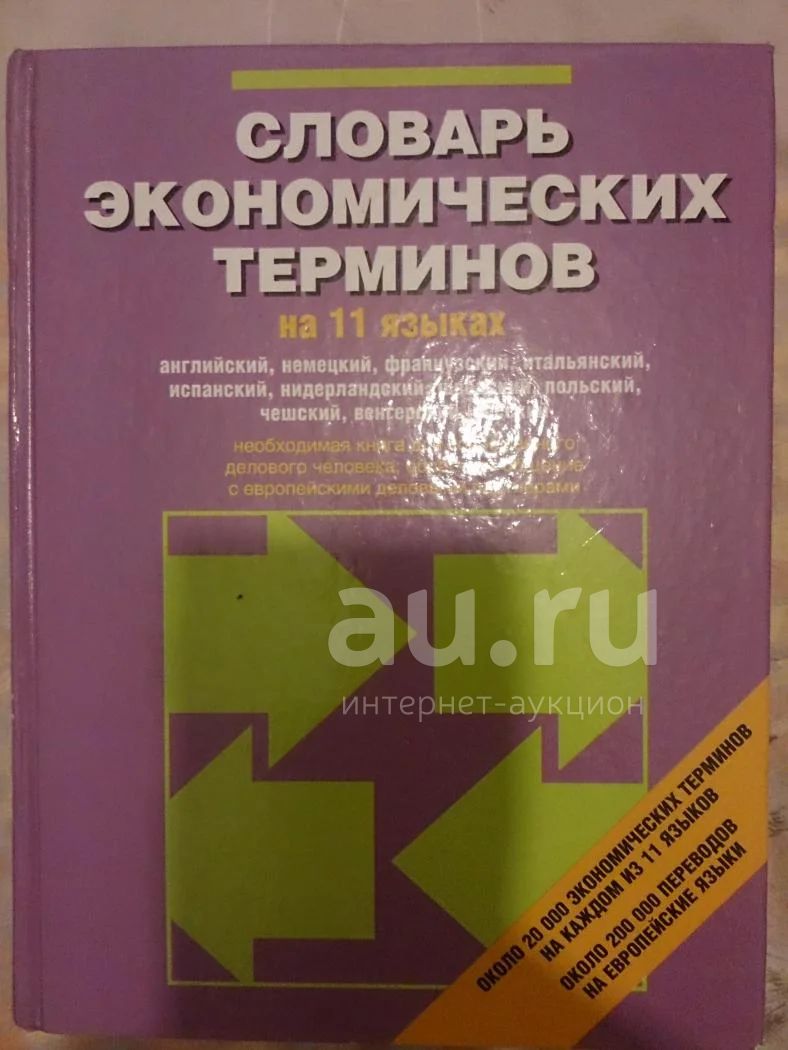 СЛОВАРЬ
ЭКОНОМИЧЕСКИХ
ТЕРМИНОВ
на 11 языках
английский, немецкий, французский, итальянский,
испанский, нидерландский, польский,
чешский,
необходимая книга
делового человека,
с европейскими
au.ru
интернет-аукцион
ОКОЛО 20 000 ЭКОНОМИЧЕСКИХ ТЕРМИНОВ
НА КАЖДОМ ИЗ 11 ЯЗЫКОВ
ОКОЛО 200 000 ПЕРЕВОДОВ
НА ЕВРОПЕЙСКИЕ ЯЗЫКИ